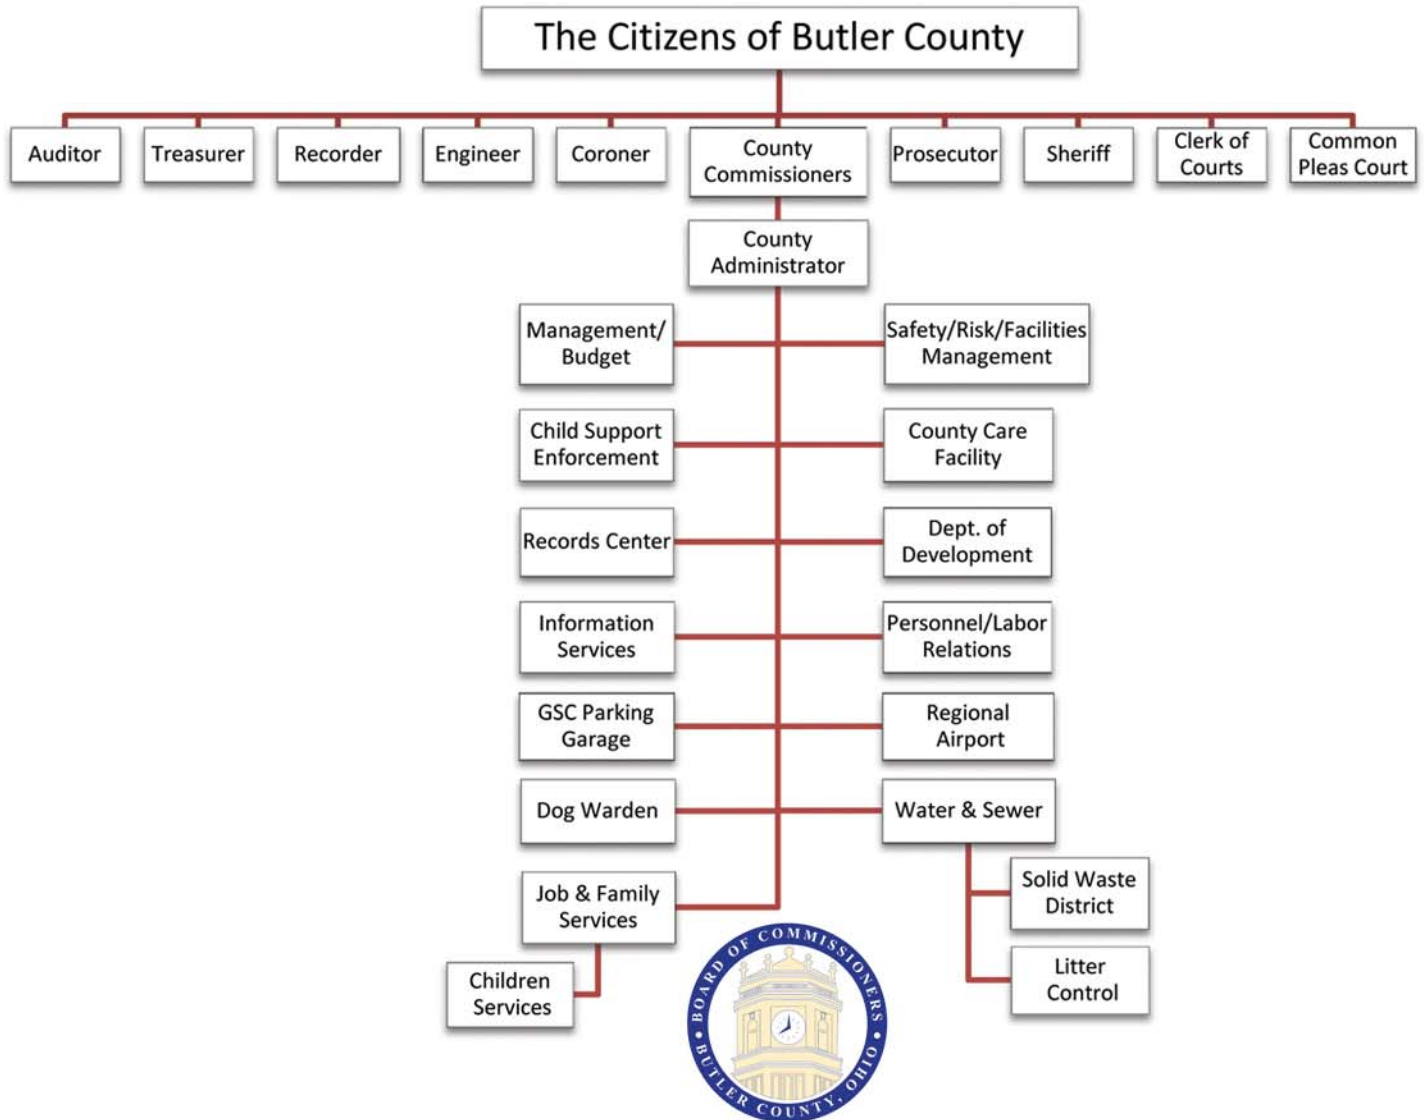 The Citizens of Butler County
Auditor
Treasurer
Recorder
Engineer
Coroner
County
Commissioners
Prosecutor
Sheriff
Clerk of
Courts
Common
Pleas Court
County
Administrator
Management/
Budget
Safety/Risk/Facilities
Management
Child Support
Enforcement
County Care
Facility
Records Center
Dept. of
Development
Information
Services
Personnel/Labor
Relations
GSC Parking
Garage
Regional
Airport
Dog Warden
Water & Sewer
Job & Family
Services
Solid Waste
District
Children
Services
Litter
Control
BOARD OF COMMISSIONERS
BUTLER COUNTY, OHIO